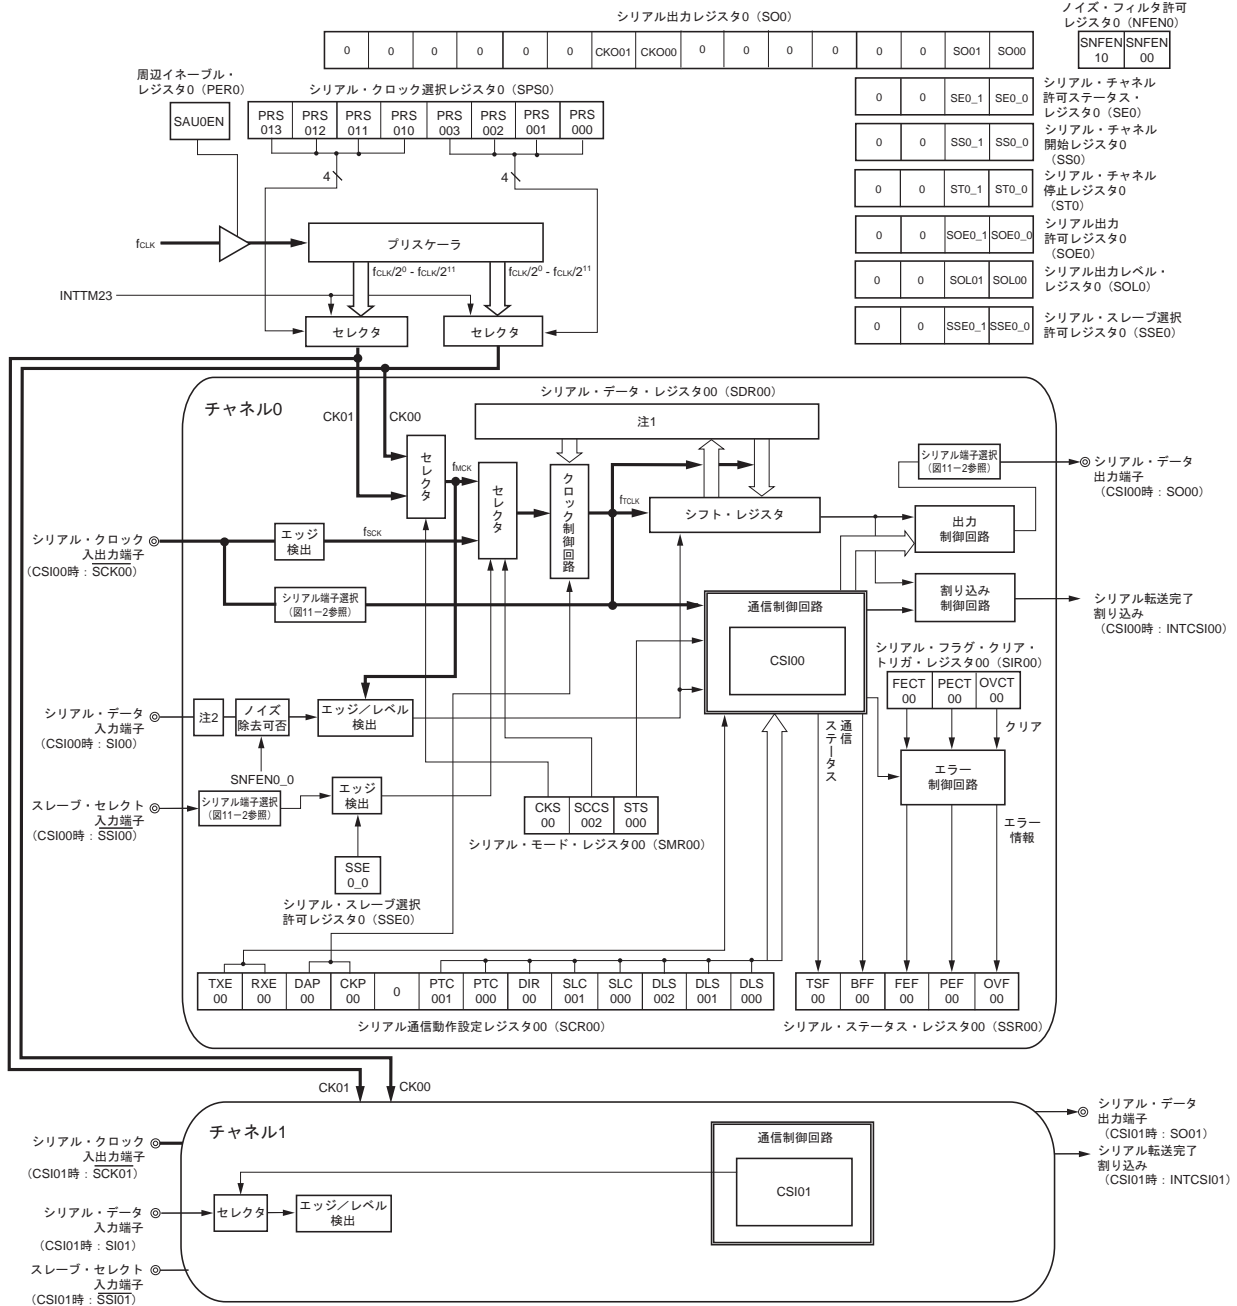 シリアル出力レジスタ0（SO0）
0 0 0 0 0 0 CKO01 CKO00 0 0 0 0 0 0 SO01 SO00
ノイズ・フィルタ許可
レジスタ0（NFEN0）
SNFEN SNFEN
10 00
周辺イネーブル・
レジスタ0（PER0）
SAU0EN
シリアル・クロック選択レジスタ0（SPS0）
PRS PRS PRS PRS PRS PRS PRS PRS
013 012 011 010 003 002 001 000
4
4
0 0 SE0_1 SE0_0
シリアル・チャネル
許可ステータス・
レジスタ0（SE0）
0 0 SS0_1 SS0_0
シリアル・チャネル
開始レジスタ0
（SS0）
0 0 ST0_1 ST0_0
シリアル・チャネル
停止レジスタ0
（ST0）
0 0 SOE0_1 SOE0_0
シリアル出力
許可レジスタ0
（SOE0）
0 0 SOL01 SOL00
シリアル出力レベル・
レジスタ0（SOL0）
0 0 SSE0_1 SSE0_0
シリアル・スレーブ選択
許可レジスタ0（SSE0）
fCLK
プリスケーラ
fCLK/2⁰ - fCLK/2¹¹
fCLK/2⁰ - fCLK/2¹¹
INTTM23
セレクタ
セレクタ
チャネル0
CK01
CK00
シリアル・データ・レジスタ00（SDR00）
注1
セレクタ
fMCK
セレクタ
クロック制御回路
fTCLK
シフト・レジスタ
シリアル端子選択
（図11－2参照）
シリアル・データ
出力端子
（CSI00時：SO00）
出力
制御回路
シリアル・クロック
入出力端子
（CSI00時：SCK00）
エッジ
検出
fSCK
シリアル端子選択
（図11－2参照）
通信制御回路
CSI00
割り込み
制御回路
シリアル転送完了
割り込み
（CSI00時：INTCSI00）
シリアル・フラグ・クリア・
トリガ・レジスタ00（SIR00）
FECT PECT OVCT
00 00 00
クリア
シリアル・データ
入力端子
（CSI00時：SI00）
注2
ノイズ
除去可否
エッジ／レベル
検出
SNFEN0_0
通信
ステータス
エラー
制御回路
エラー
情報
スレーブ・セレクト
入力端子
（CSI00時：SSI00）
シリアル端子選択
（図11－2参照）
エッジ
検出
CKS SCCS STS
00 002 000
シリアル・モード・レジスタ00（SMR00）
SSE
0_0
シリアル・スレーブ選択
許可レジスタ0（SSE0）
TXE RXE DAP CKP 0 PTC PTC DIR SLC SLC DLS DLS DLS
00 00 00 00 001 000 00 001 000 002 001 000
シリアル通信動作設定レジスタ00（SCR00）
TSF BFF FEF PEF OVF
00 00 00 00 00
シリアル・ステータス・レジスタ00（SSR00）
CK01
CK00
チャネル1
シリアル・クロック
入出力端子
（CSI01時：SCK01）
通信制御回路
CSI01
シリアル・データ
出力端子
（CSI01時：SO01）
シリアル転送完了
割り込み
（CSI01時：INTCSI01）
シリアル・データ
入力端子
（CSI01時：SI01）
セレクタ
エッジ／レベル
検出
スレーブ・セレクト
入力端子
（CSI01時：SSI01）